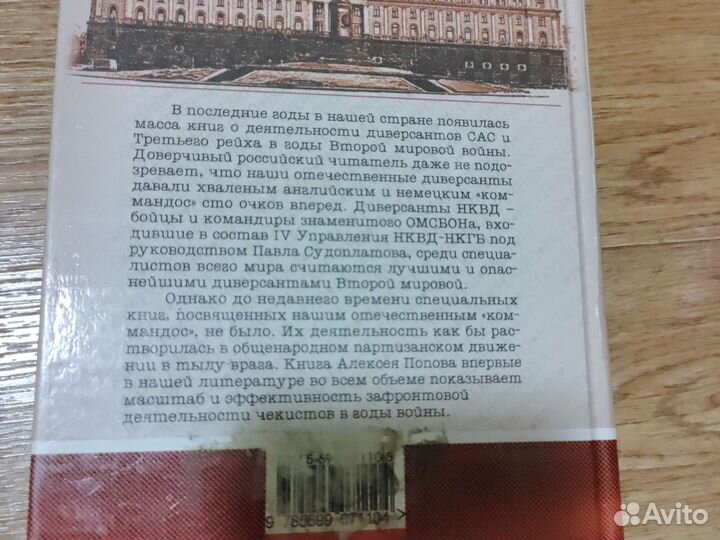 В последние годы в нашей стране появилась
масса книг о деятельности диверсантов САС и
Третьего рейха в годы Второй мировой войны.
Доверчивый российский читатель даже не подо-
зревает, что наши отечественные диверсанты
давали хваленым английским и немецким «ком-
мандос» сто очков вперед. Диверсанты НКВД –
бойцы и командиры знаменитого ОМСБОНа, вхо-
дившие в состав IV Управления НКВД-НКГБ под
руководством Павла Судоплатова, среди специа-
листов всего мира считаются лучшими и опас-
нейшими диверсантами Второй мировой.
Однако до недавнего времени специальных
книг, посвященных нашим отечественным «ком-
мандос», не было. Их деятельность как бы рас-
творилась в общенародном партизанском движе-
нии в тылу врага. Книга Алексея Попова впервые
в нашей литературе во всем объеме показывает
масштаб и эффективность зафронтовой
деятельности чекистов в годы войны.
9 785699 671104 >
Avito